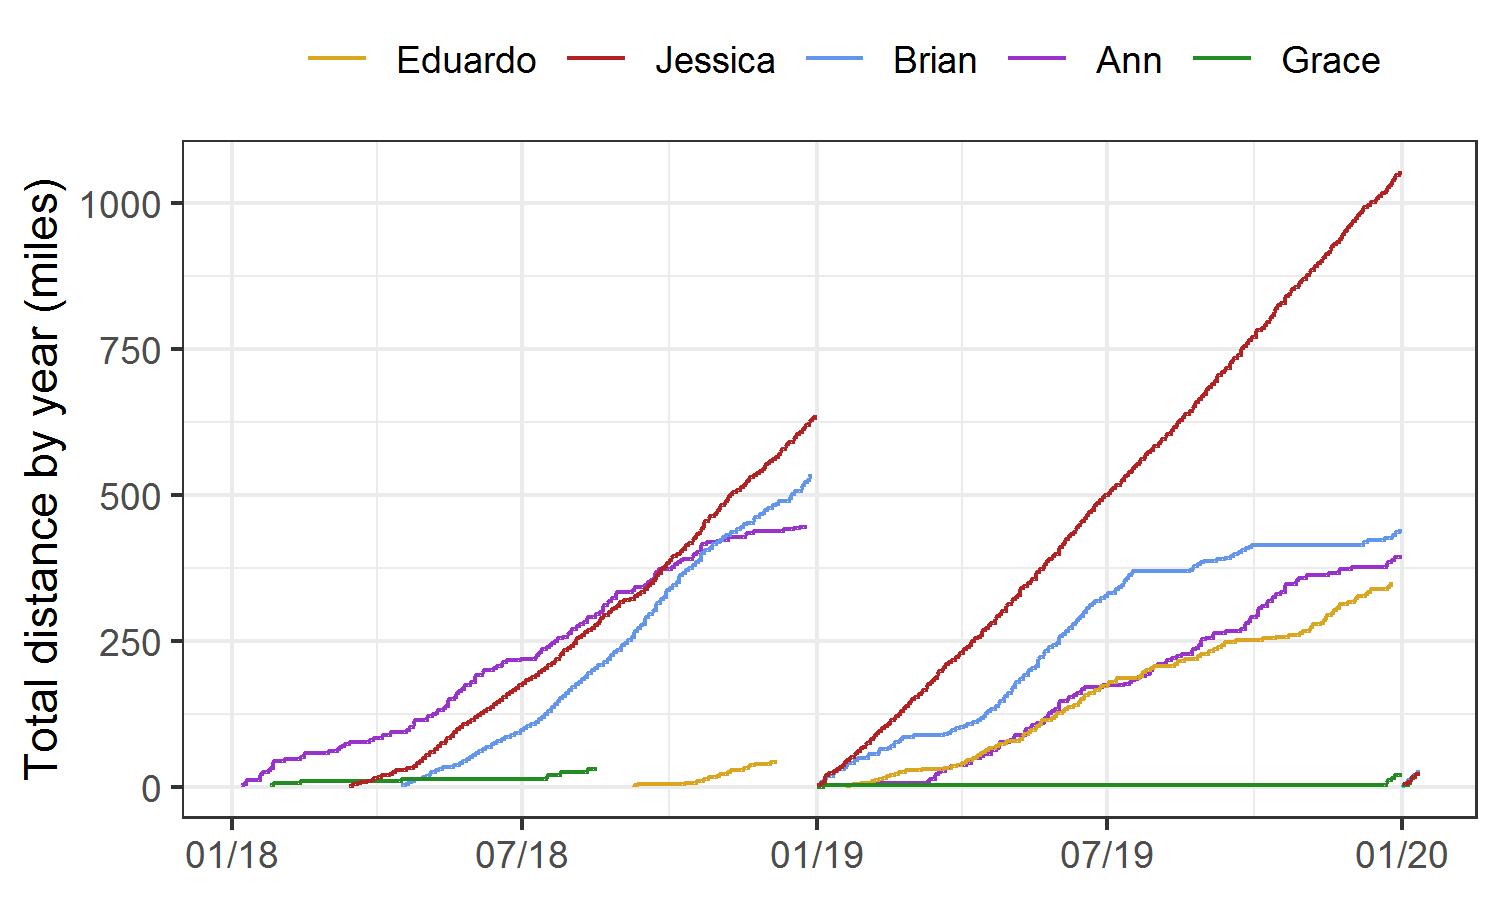 Eduardo Jessica Brian Ann Grace
Total distance by year (miles)
1000
750
500
250
0
01/18 07/18 01/19 07/19 01/20